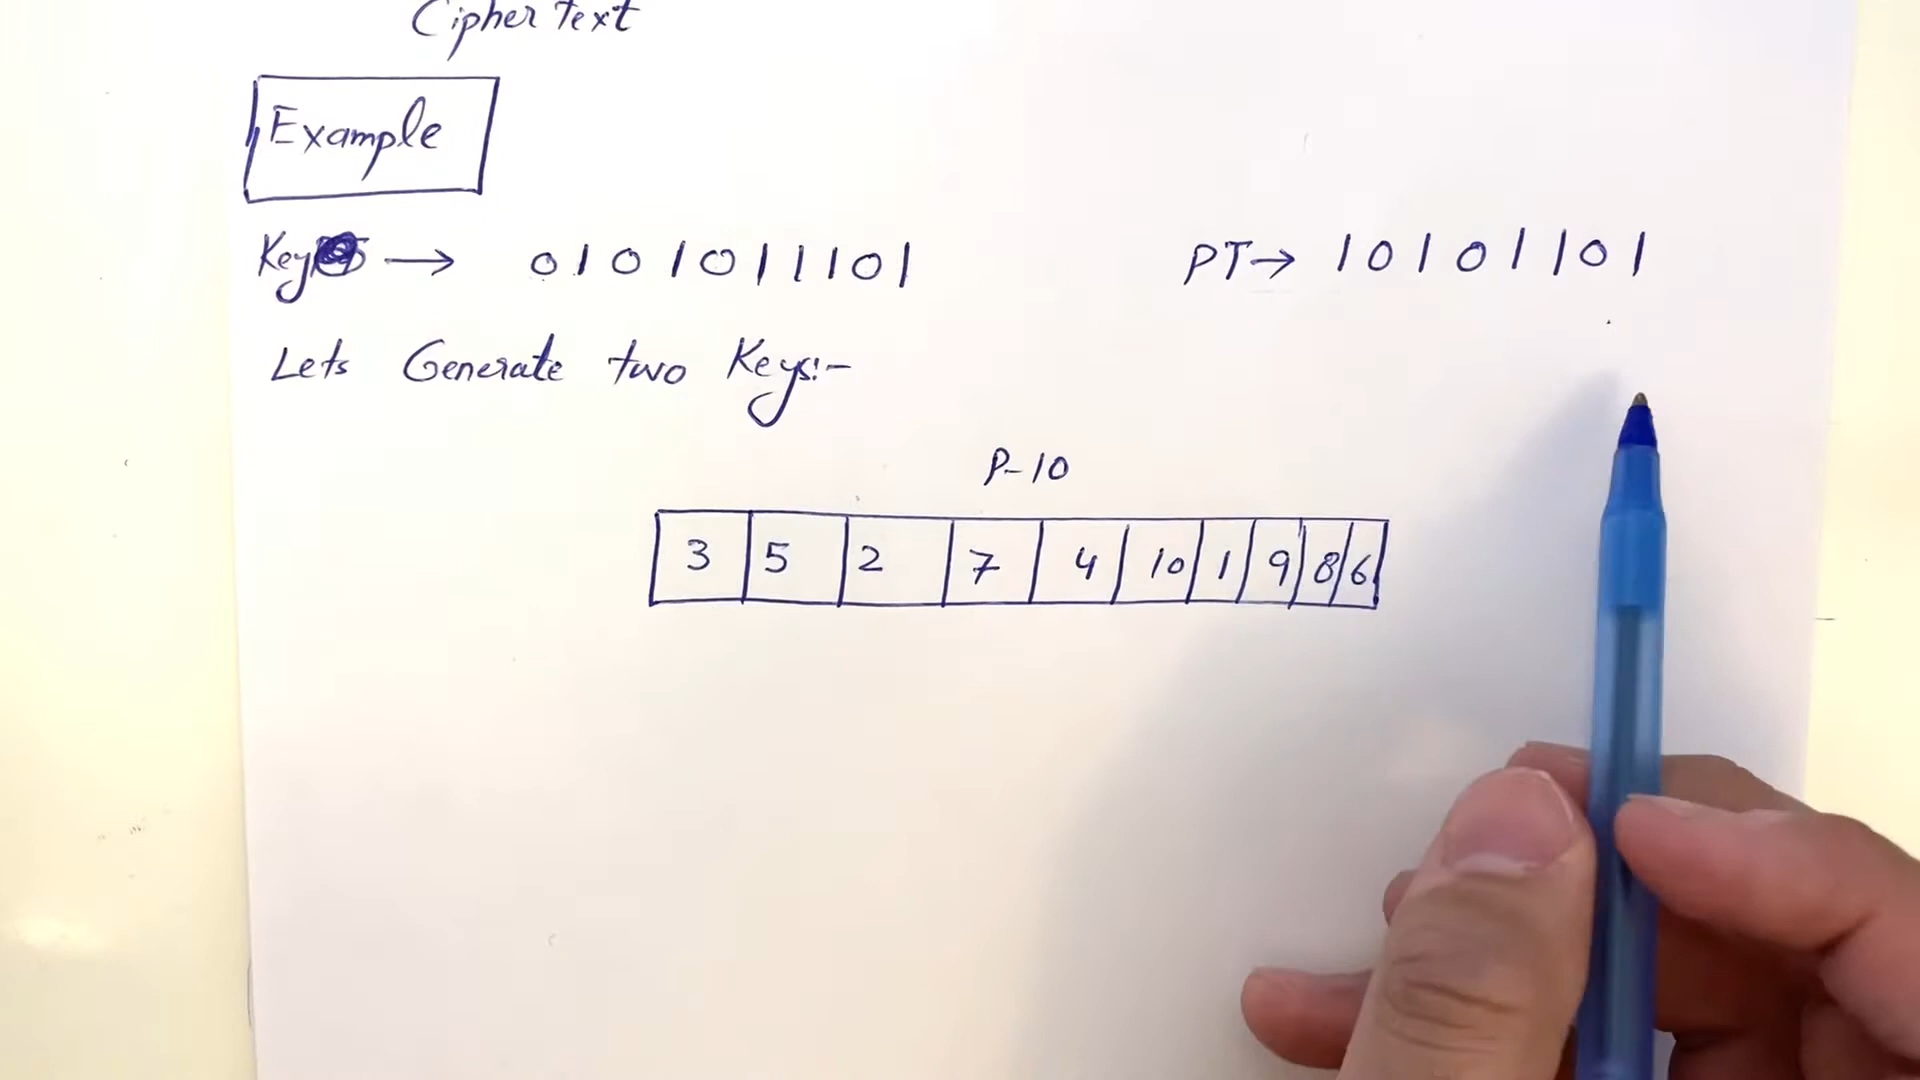 Cipher Text
Example
Key → 0101011101
PT→ 10101101
Lets Generate two Keys:-
P-10
3 5 2 7 4 10 1 9 8 6